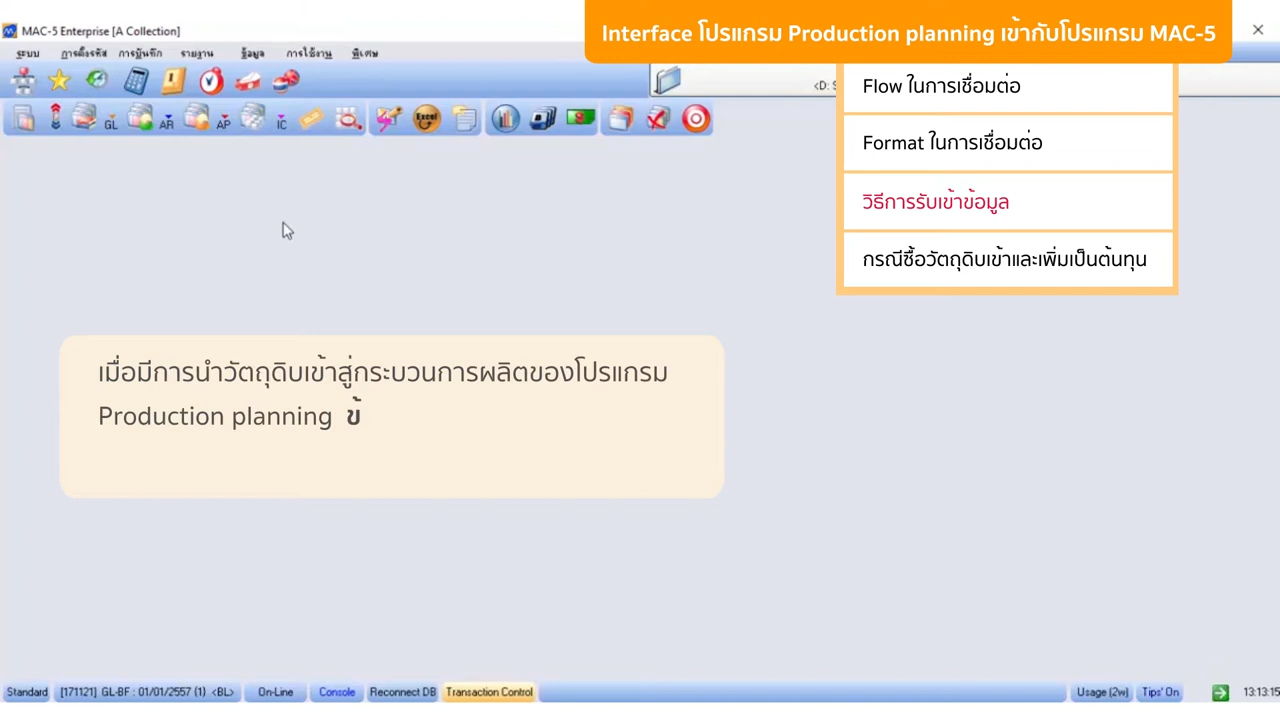 MAC-5 Enterprise [A Collection]
Interface โปรแกรม Production planning เข้ากับโปรแกรม MAC-5
ระบบ การตั้งรหัส การบันทึก รายงาน ข้อมูล การใช้งาน พิเศษ
<D: S
GL AR AP IC Excel
Flow ในการเชื่อมต่อ
Format ในการเชื่อมต่อ
วิธีการรับเข้าข้อมูล
กรณีซื้อวัตถุดิบเข้าและเพิ่มเป็นต้นทุน
เมื่อมีการนำวัตถุดิบเข้าสู่กระบวนการผลิตของโปรแกรม
Production planning ข้
Standard [171121] GL-BF : 01/01/2557 (1) <BL> On-Line Console Reconnect DB Transaction Control Usage (2w) Tips' On 13:13:15